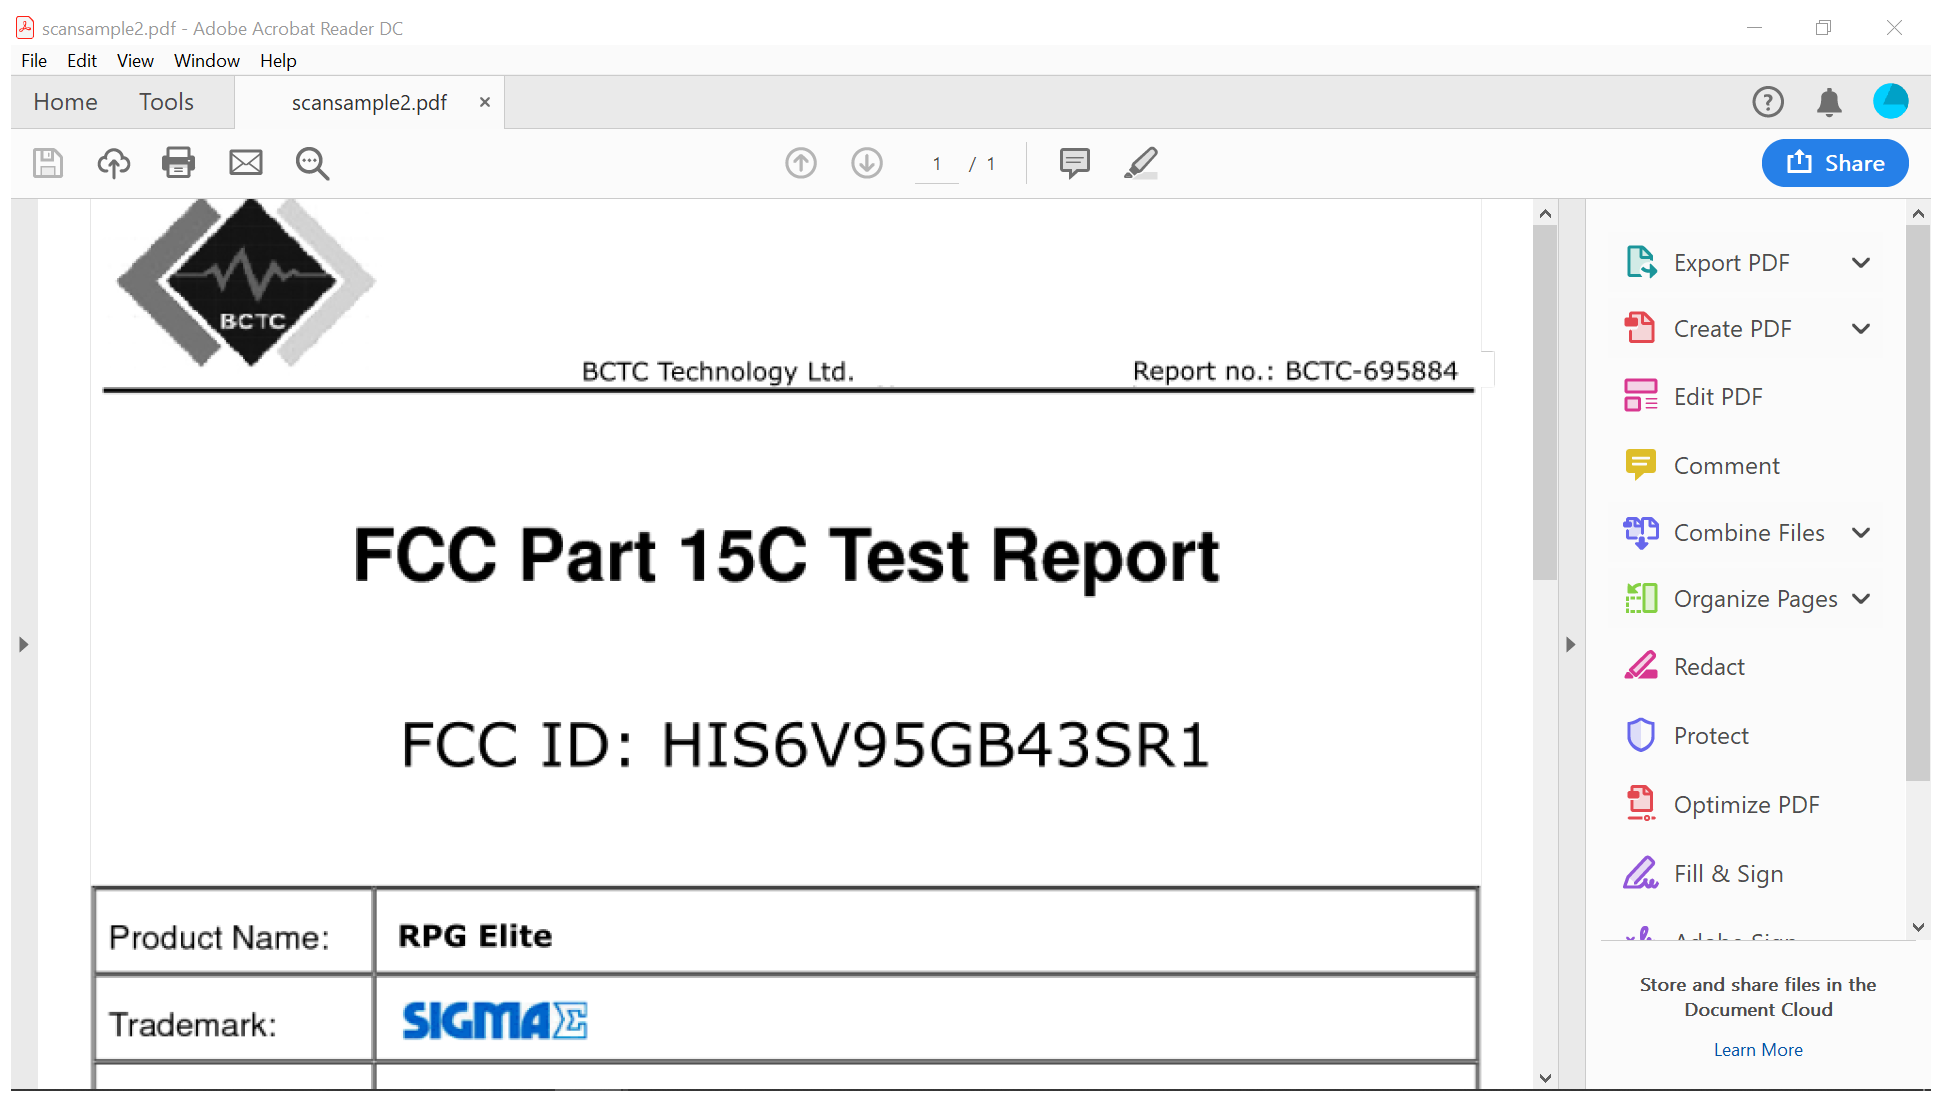 scansample2.pdf - Adobe Acrobat Reader DC
File Edit View Window Help
Home Tools scansample2.pdf
1 / 1
Share
BCTC
BCTC Technology Ltd. Report no.: BCTC-695884
FCC Part 15C Test Report
FCC ID: HIS6V95GB43SR1
Product Name: RPG Elite
Trademark: SIGMA
Export PDF
Create PDF
Edit PDF
Comment
Combine Files
Organize Pages
Redact
Protect
Optimize PDF
Fill & Sign
Adobe Sign
Store and share files in the
Document Cloud
Learn More